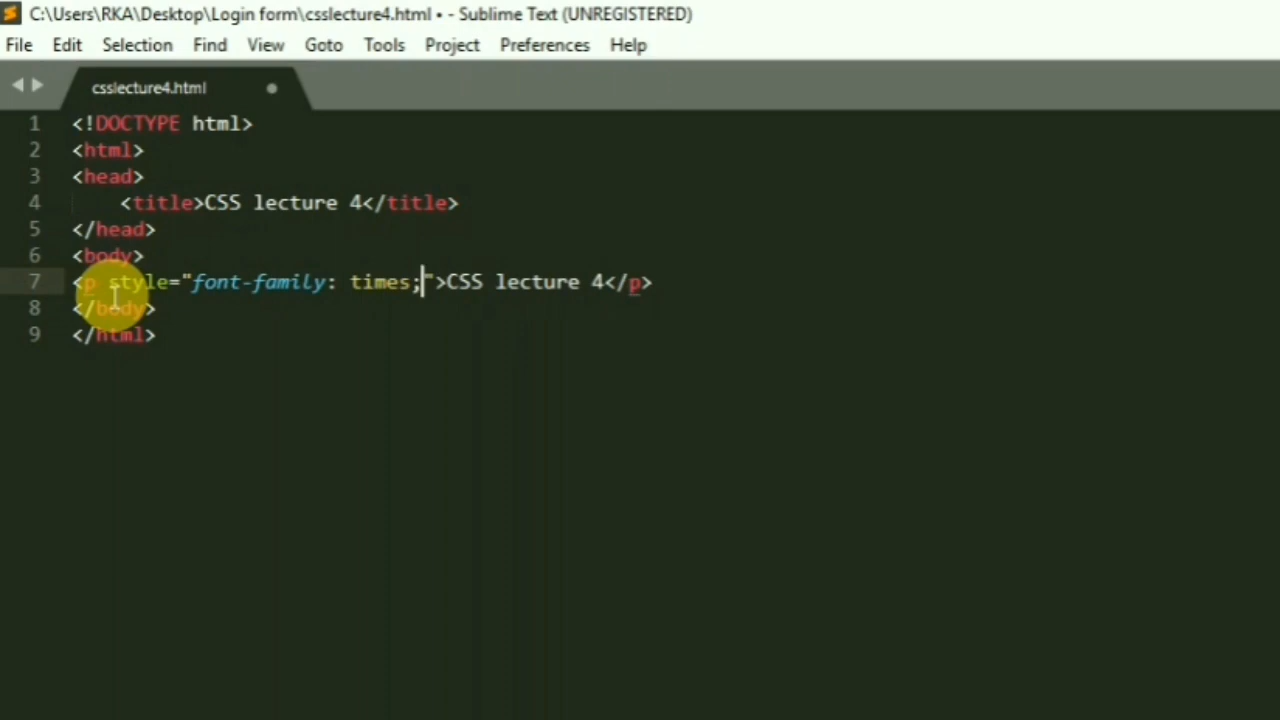 C:\Users\RKA\Desktop\Login form\csslecture4.html • - Sublime Text (UNREGISTERED)
File Edit Selection Find View Goto Tools Project Preferences Help
csslecture4.html
1 <!DOCTYPE html>
2 <html>
3 <head>
4 <title>CSS lecture 4</title>
5 </head>
6 <body>
7 <p style="font-family: times;">CSS lecture 4</p>
8 </body>
9 </html>